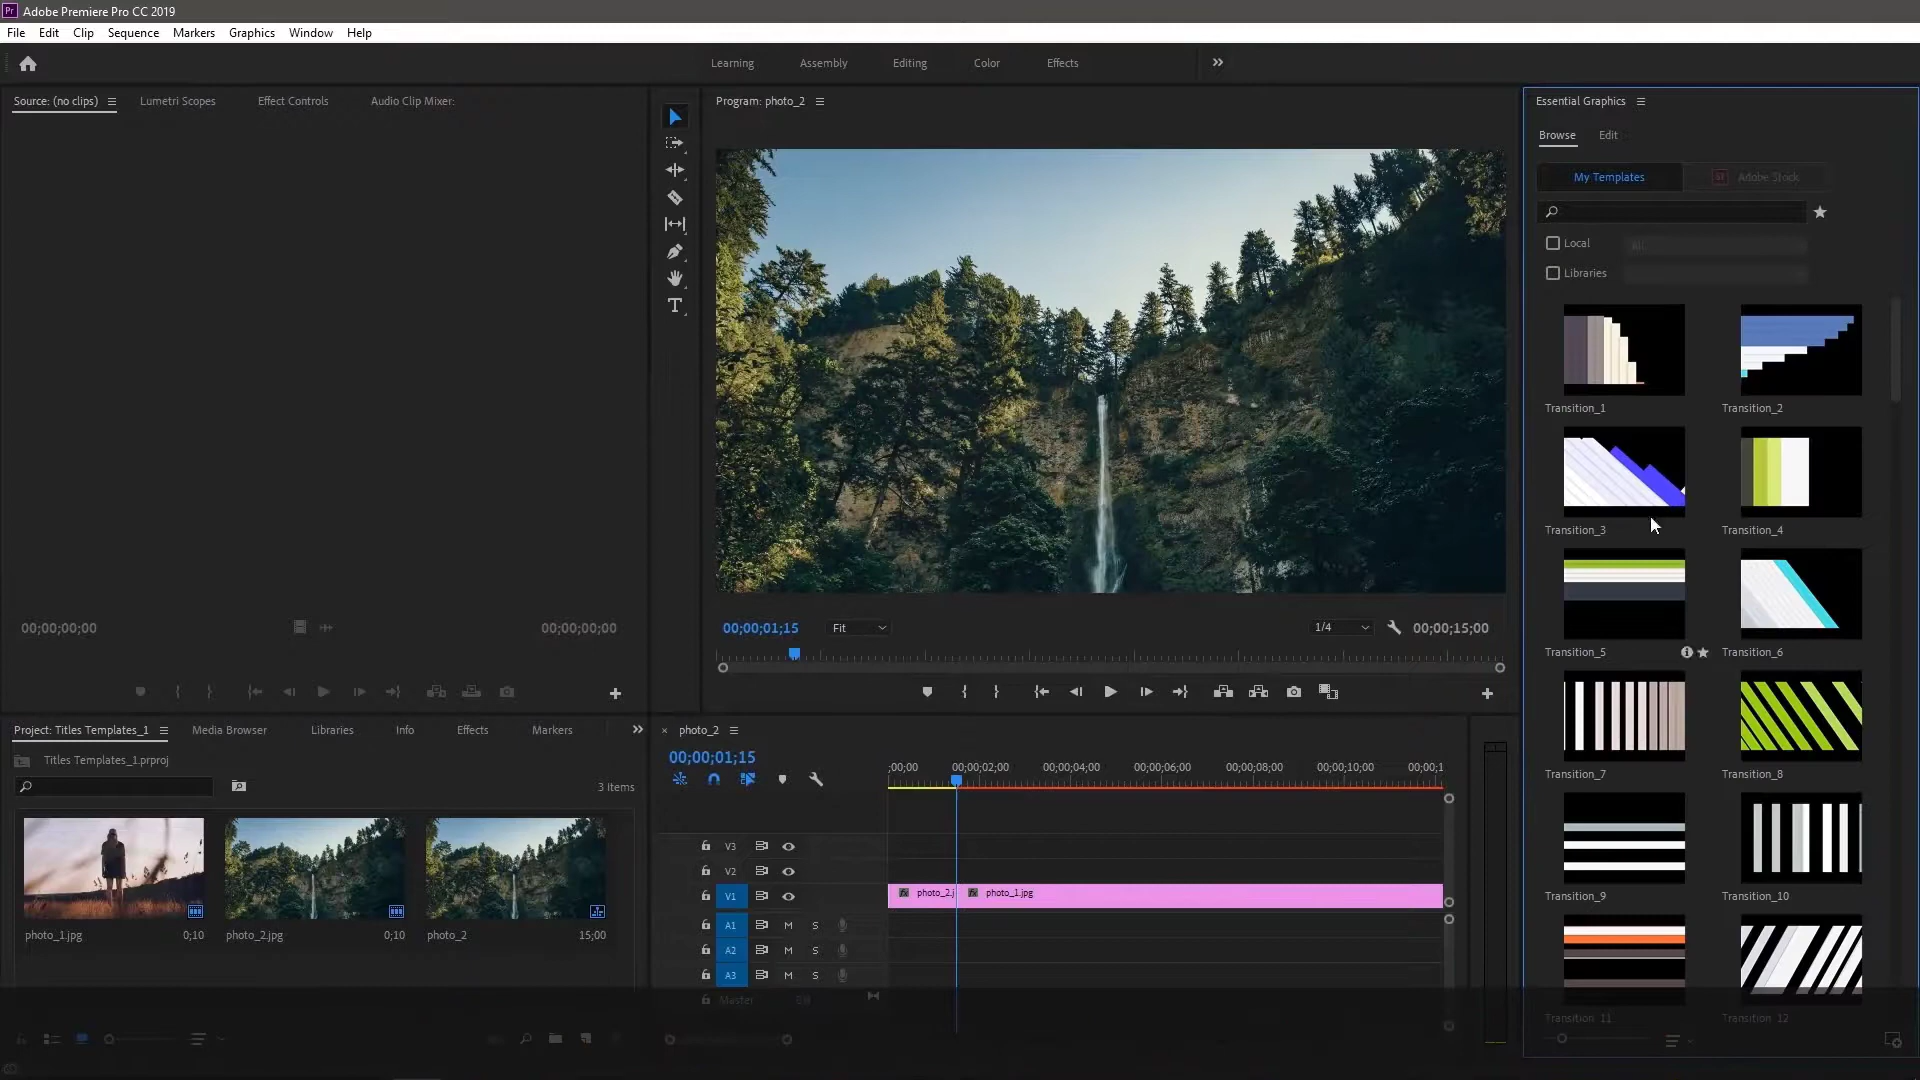 Pr Adobe Premiere Pro CC 2019
File Edit Clip Sequence Markers Graphics Window Help
Learning Assembly Editing Color Effects
Source: (no clips) Lumetri Scopes Effect Controls Audio Clip Mixer:
Program: photo_2
Essential Graphics
Browse Edit
My Templates St Adobe Stock
Local All
Libraries
Transition_1 Transition_2
Transition_3 Transition_4
Transition_5 Transition_6
Transition_7 Transition_8
Transition_9 Transition_10
Transition_11 Transition_12
00;00;00;00 00;00;00;00
00;00;01;15 Fit 1/4 00;00;15;00
Project: Titles Templates_1 Media Browser Libraries Info Effects Markers
Titles Templates_1.prproj
3 Items
photo_1.jpg 0;10 photo_2.jpg 0;10 photo_2 15;00
photo_2
00;00;01;15
;00;00 00;00;02;00 00;00;04;00 00;00;06;00 00;00;08;00 00;00;10;00 00;00;1
V3
V2
V1 fx photo_2.j fx photo_1.jpg
A1 M S
A2 M S
A3 M S
Master